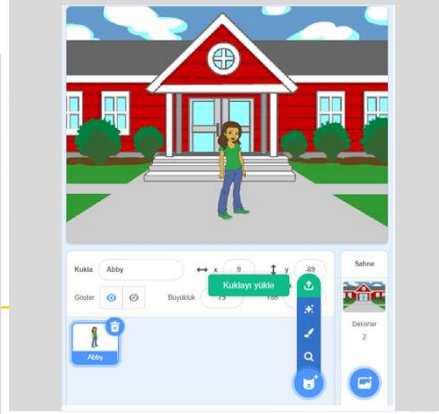 Kukla Abby x 9 y -69
Kuklayı yükle
Göster Büyüklük 75 Yön
Abby
Sahne
Dekorlar
2